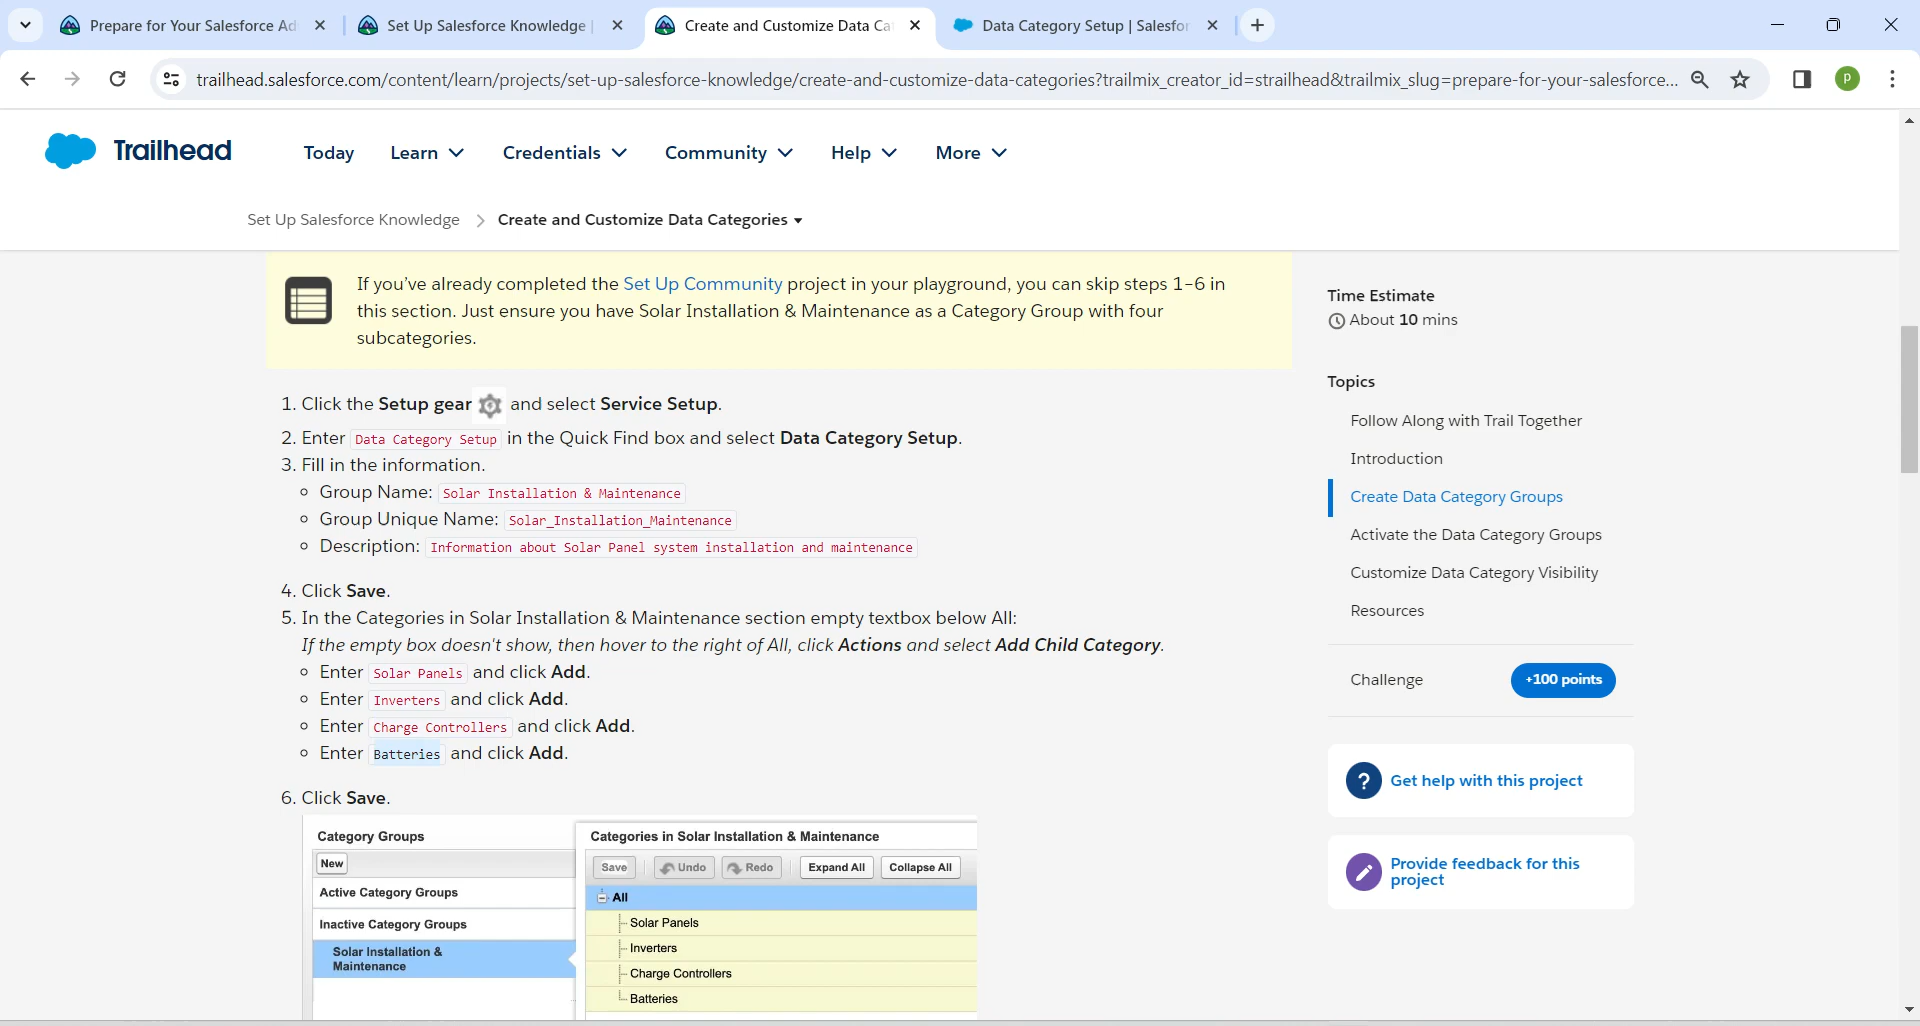 Prepare for Your Salesforce Ad
Set Up Salesforce Knowledge |
Create and Customize Data Ca
Data Category Setup | Salesfor
trailhead.salesforce.com/content/learn/projects/set-up-salesforce-knowledge/create-and-customize-data-categories?trailmix_creator_id=strailhead&trailmix_slug=prepare-for-your-salesforce...
P
Trailhead
Today
Learn
Credentials
Community
Help
More
Set Up Salesforce Knowledge
Create and Customize Data Categories
If you've already completed the Set Up Community project in your playground, you can skip steps 1–6 in
this section. Just ensure you have Solar Installation & Maintenance as a Category Group with four
subcategories.
1. Click the Setup gear and select Service Setup.
2. Enter Data Category Setup in the Quick Find box and select Data Category Setup.
3. Fill in the information.
Group Name: Solar Installation & Maintenance
Group Unique Name: Solar_Installation_Maintenance
Description: Information about Solar Panel system installation and maintenance
4. Click Save.
5. In the Categories in Solar Installation & Maintenance section empty textbox below All:
If the empty box doesn't show, then hover to the right of All, click Actions and select Add Child Category.
Enter Solar Panels and click Add.
Enter Inverters and click Add.
Enter Charge Controllers and click Add.
Enter Batteries and click Add.
6. Click Save.
Category Groups
New
Active Category Groups
Inactive Category Groups
Solar Installation &
Maintenance
Categories in Solar Installation & Maintenance
Save
Undo
Redo
Expand All
Collapse All
All
Solar Panels
Inverters
Charge Controllers
Batteries
Time Estimate
About 10 mins
Topics
Follow Along with Trail Together
Introduction
Create Data Category Groups
Activate the Data Category Groups
Customize Data Category Visibility
Resources
Challenge
+100 points
?
Get help with this project
Provide feedback for this
project